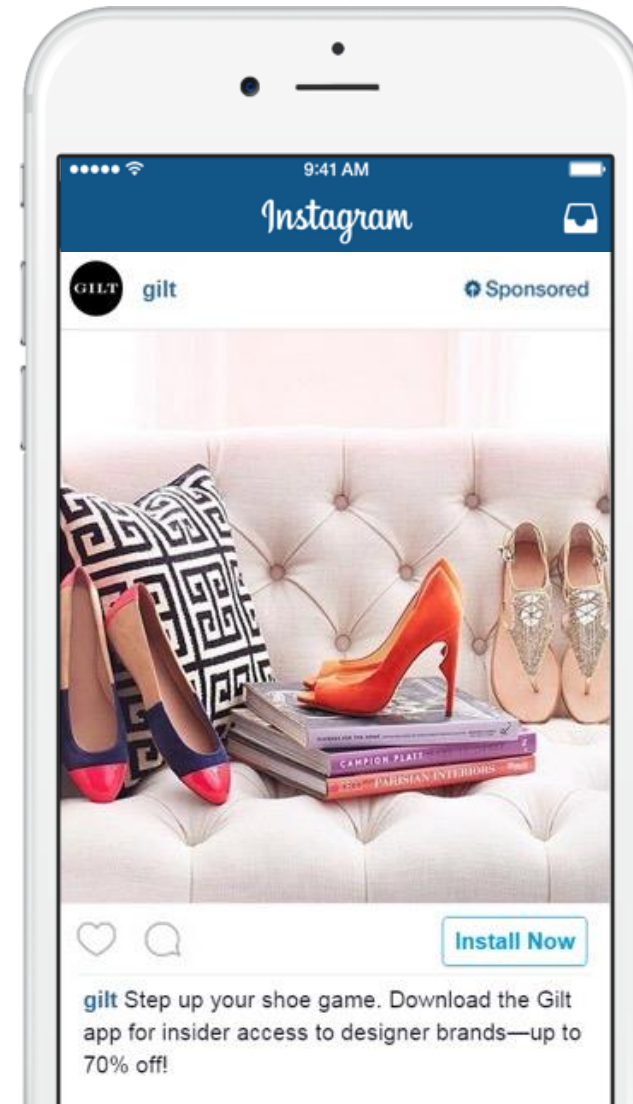 9:41 AM
Instagram
GILT
gilt
Sponsored
CAMPION PLATT
PARISIAN INTERIORS
Install Now
gilt Step up your shoe game. Download the Gilt
app for insider access to designer brands—up to
70% off!